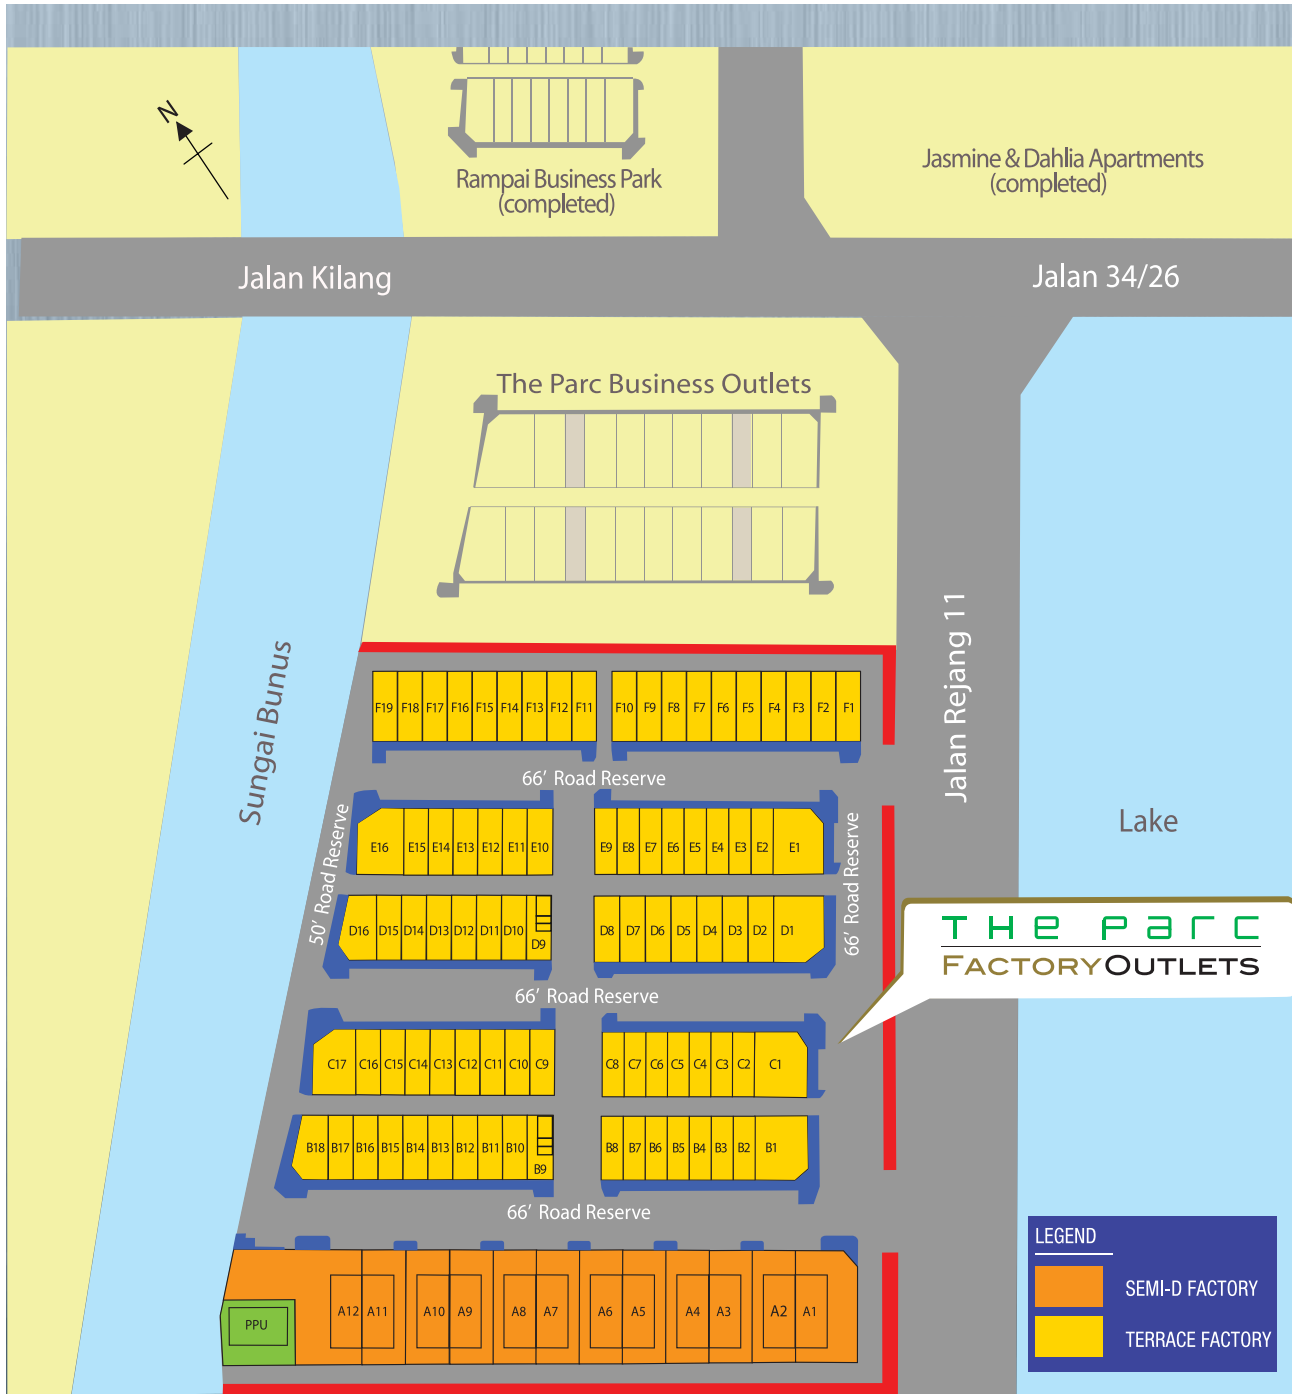 N
Rampai Business Park
(completed)
Jasmine & Dahlia Apartments
(completed)
Jalan Kilang
Jalan 34/26
The Parc Business Outlets
Sungai Bunus
Jalan Rejang 11
F19 F18 F17 F16 F15 F14 F13 F12 F11 F10 F9 F8 F7 F6 F5 F4 F3 F2 F1
66' Road Reserve
50' Road Reserve
66' Road Reserve
Lake
E16 E15 E14 E13 E12 E11 E10 E9 E8 E7 E6 E5 E4 E3 E2 E1
D16 D15 D14 D13 D12 D11 D10 D9 D8 D7 D6 D5 D4 D3 D2 D1
THE PARC
FACTORYOUTLETS
66' Road Reserve
C17 C16 C15 C14 C13 C12 C11 C10 C9 C8 C7 C6 C5 C4 C3 C2 C1
B18 B17 B16 B15 B14 B13 B12 B11 B10 B9 B8 B7 B6 B5 B4 B3 B2 B1
66' Road Reserve
A12 A11 A10 A9 A8 A7 A6 A5 A4 A3 A2 A1
PPU
LEGEND
SEMI-D FACTORY
TERRACE FACTORY